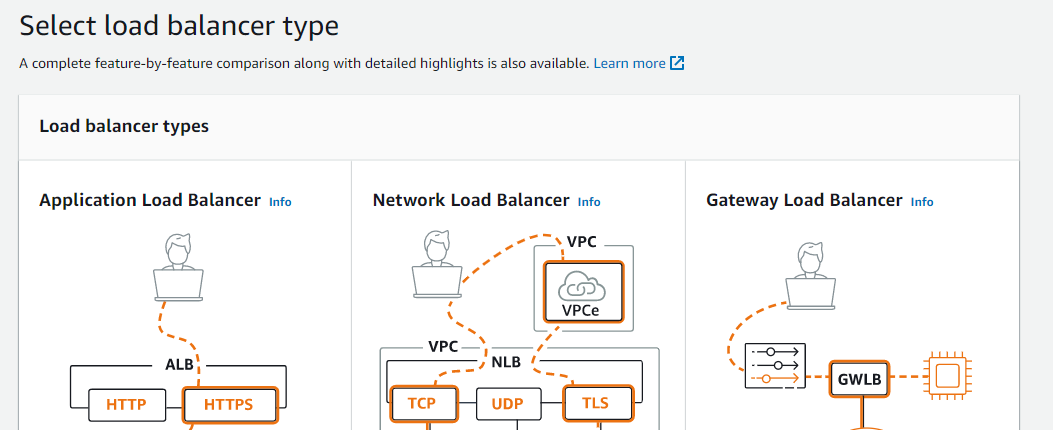 Select load balancer type
A complete feature-by-feature comparison along with detailed highlights is also available. Learn more
Load balancer types
Application Load Balancer Info
ALB
HTTP HTTPS
Network Load Balancer Info
VPC
VPCe
VPC
NLB
TCP UDP TLS
Gateway Load Balancer Info
GWLB